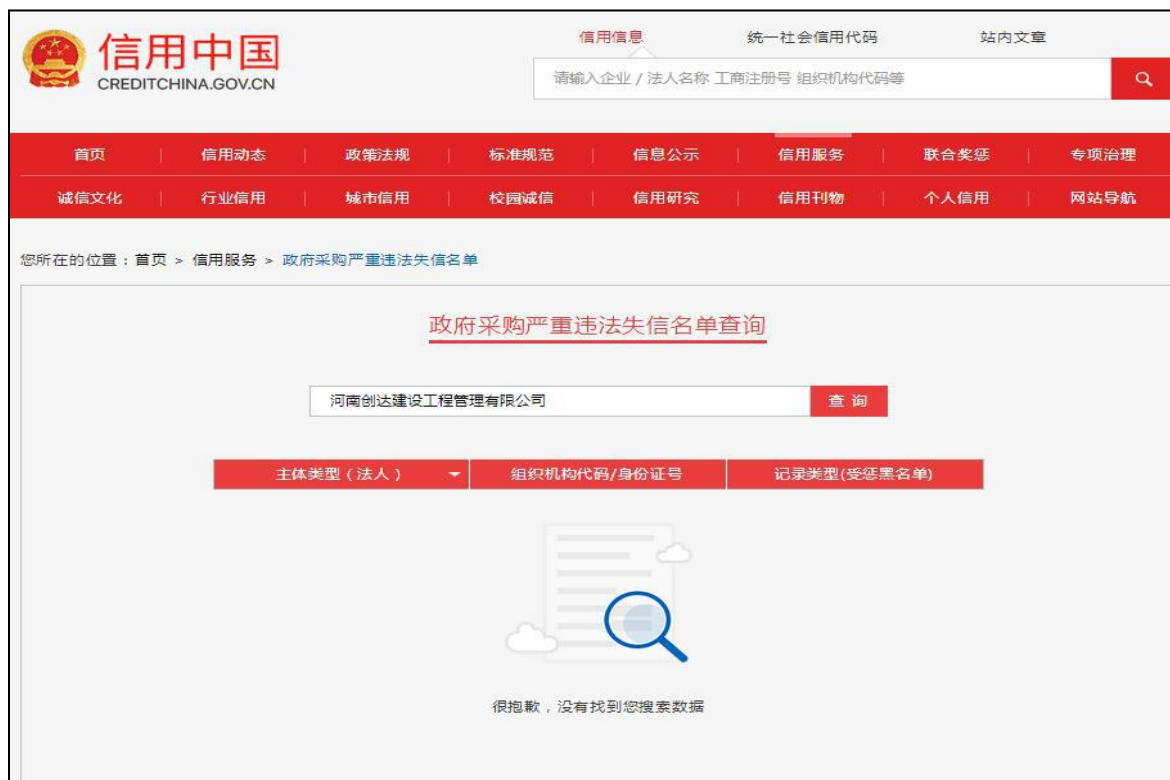 信用中国
CREDITCHINA.GOV.CN
信用信息 统一社会信用代码 站内文章
请输入企业 / 法人名称 工商注册号 组织机构代码等
首页 信用动态 政策法规 标准规范 信息公示 信用服务 联合奖惩 专项治理
诚信文化 行业信用 城市信用 校园诚信 信用研究 信用刊物 个人信用 网站导航
您所在的位置：首页 > 信用服务 > 政府采购严重违法失信名单
政府采购严重违法失信名单查询
河南创达建设工程管理有限公司 查 询
主体类型（法人） 组织机构代码/身份证号 记录类型(受惩黑名单)
很抱歉，没有找到您搜索数据